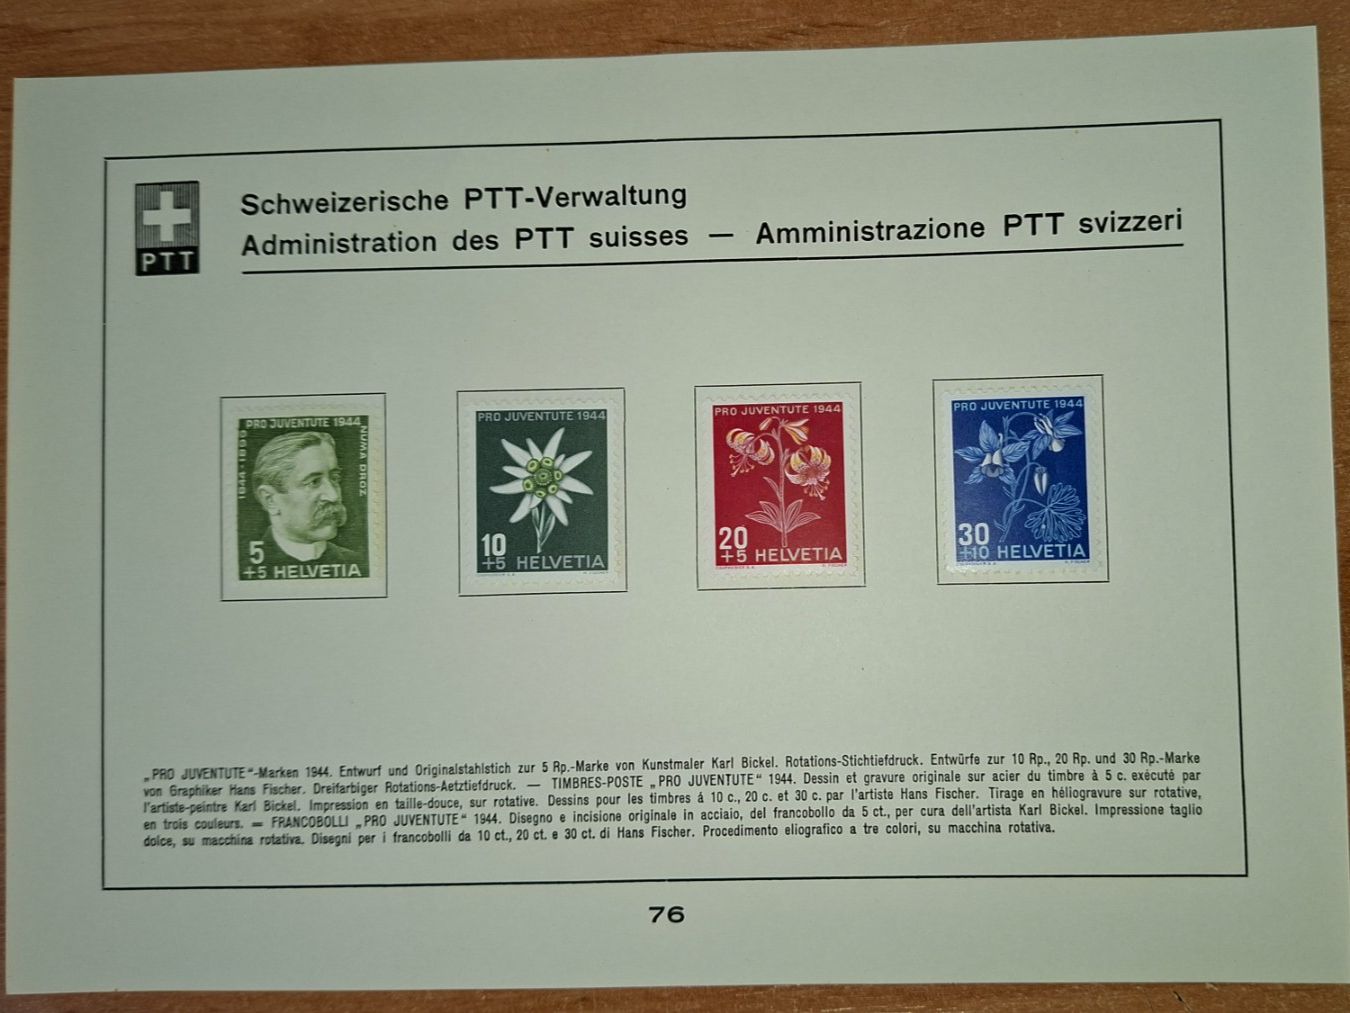 PTT
Schweizerische PTT-Verwaltung
Administration des PTT suisses — Amministrazione PTT svizzeri
PRO JUVENTUTE 1944
1844-1899
NUMA DROZ
5
+5 HELVETIA
PRO JUVENTUTE 1944
10
+5 HELVETIA
COURVOISIER S.A.
H. FISCHER
PRO JUVENTUTE 1944
20
+5 HELVETIA
COURVOISIER S.A.
H. FISCHER
PRO JUVENTUTE 1944
30
+10 HELVETIA
COURVOISIER S.A.
H. FISCHER
„PRO JUVENTUTE“-Marken 1944. Entwurf und Originalstahlstich zur 5 Rp.-Marke von Kunstmaler Karl Bickel. Rotations-Stichtiefdruck. Entwürfe zur 10 Rp., 20 Rp. und 30 Rp.-Marke
von Graphiker Hans Fischer. Dreifarbiger Rotations-Aetztiefdruck. — TIMBRES-POSTE „PRO JUVENTUTE“ 1944. Dessin et gravure originale sur acier du timbre à 5 c. exécuté par
l'artiste-peintre Karl Bickel. Impression en taille-douce, sur rotative. Dessins pour les timbres á 10 c., 20 c. et 30 c. par l'artiste Hans Fischer. Tirage en héliogravure sur rotative,
en trois couleurs. — FRANCOBOLLI „PRO JUVENTUTE“ 1944. Disegno e incisione originale in acciaio, del francobollo da 5 ct., per cura dell'artista Karl Bickel. Impressione taglio
dolce, su macchina rotativa. Disegni per i francobolli da 10 ct., 20 ct. e 30 ct. di Hans Fischer. Procedimento eliografico a tre colori, su macchina rotativa.
76